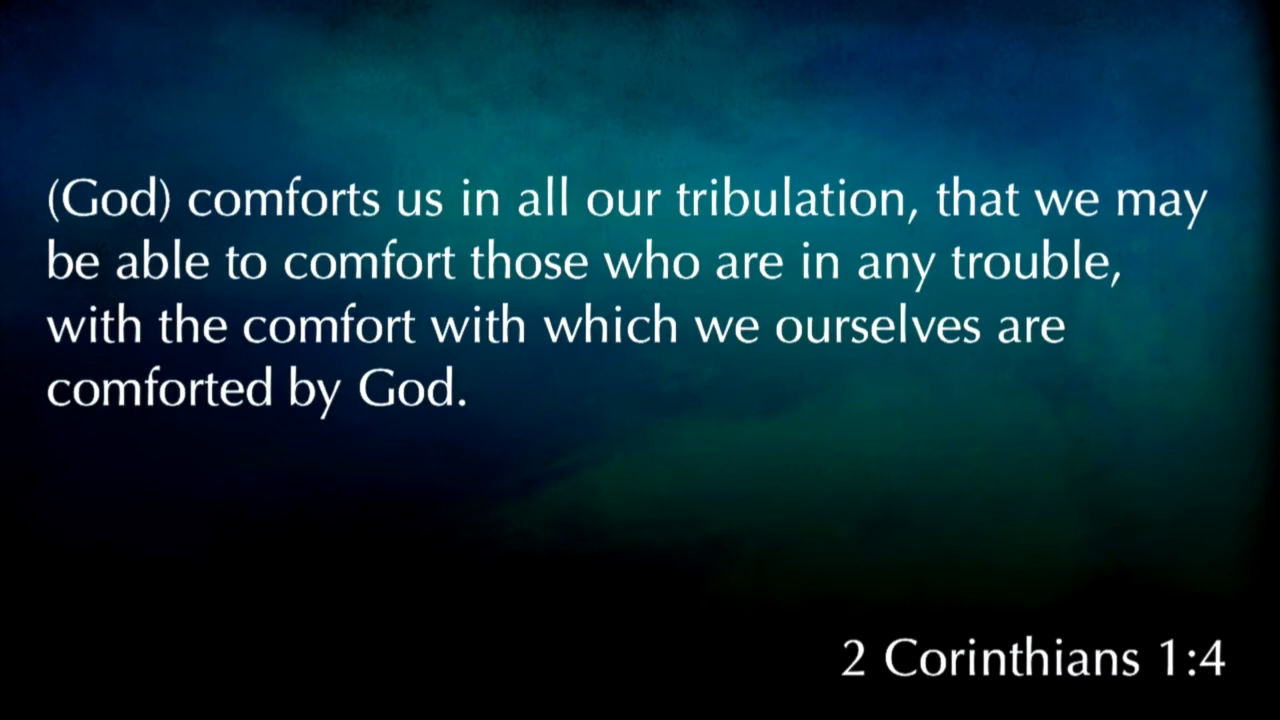 (God) comforts us in all our tribulation, that we may
be able to comfort those who are in any trouble,
with the comfort with which we ourselves are
comforted by God.
2 Corinthians 1:4